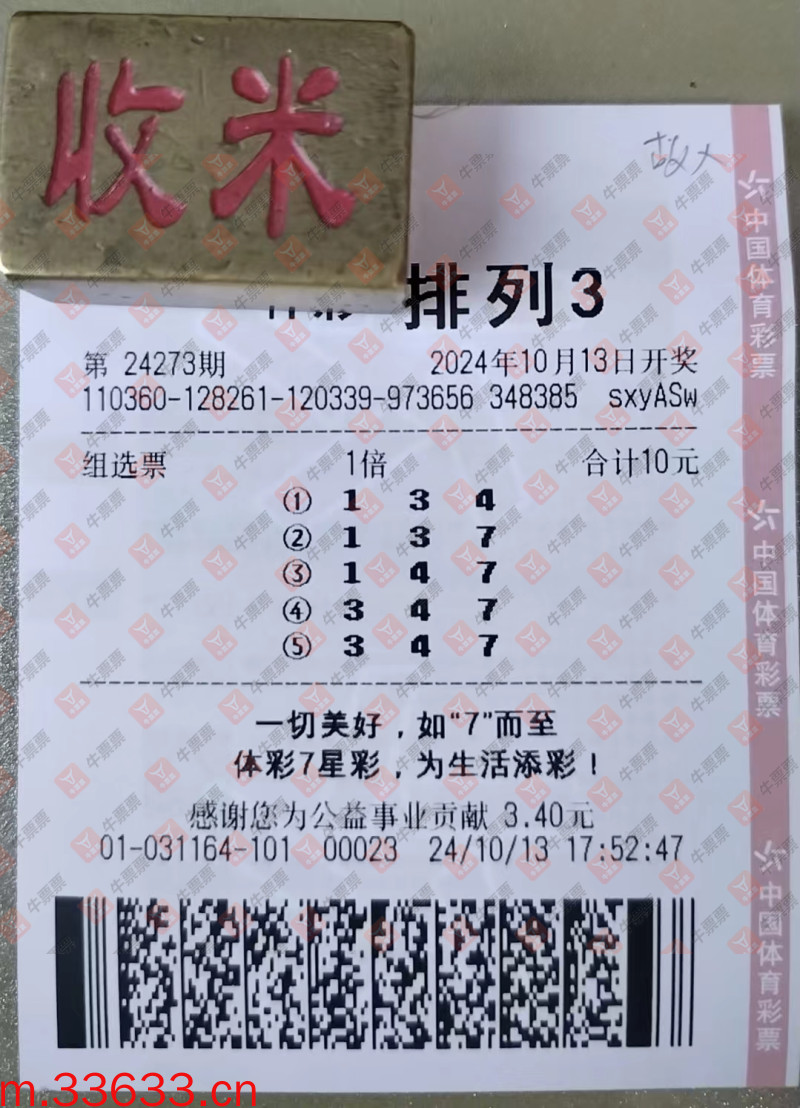 收米
排列3
第 24273期 2024年10月13日开奖
110360-128261-120339-973656 348385 sxyASw
组选票 1倍 合计10元
① 1 3 4
② 1 3 7
③ 1 4 7
④ 3 4 7
⑤ 3 4 7
一切美好，如“7”而至
体彩7星彩，为生活添彩！
感谢您为公益事业贡献 3.40元
01-031164-101 00023 24/10/13 17:52:47
中国体育彩票
中国体育彩票
中国体育彩票
牛票票
m.33633.cn